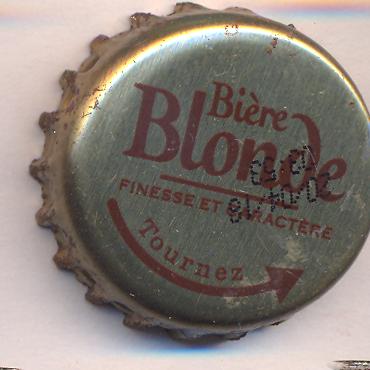 Bière
Blonde
FINESSE ET CARACTÈRE
Tournez